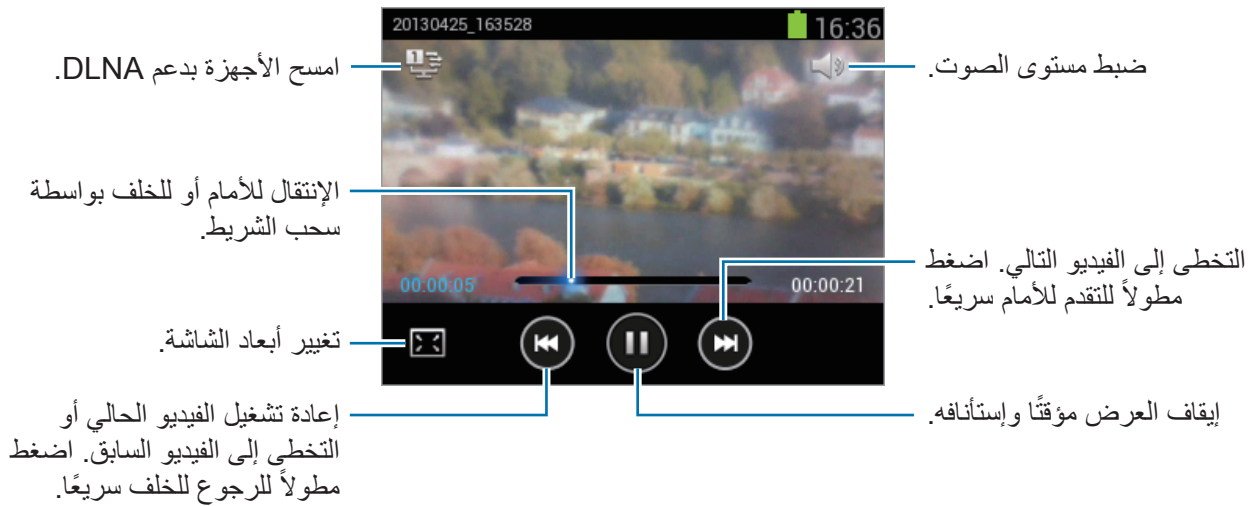 20130425_163528
16:36
امسح الأجهزة بدعم DLNA.
1
ضبط مستوى الصوت.
الإنتقال للأمام أو للخلف بواسطة
سحب الشريط.
التخطى إلى الفيديو التالي. اضغط
مطولاً للتقدم للأمام سريعًا.
00:00:05
00:00:21
تغيير أبعاد الشاشة.
إعادة تشغيل الفيديو الحالي أو
التخطى إلى الفيديو السابق. اضغط
مطولاً للرجوع للخلف سريعًا.
إيقاف العرض مؤقتًا وإستأنافه.